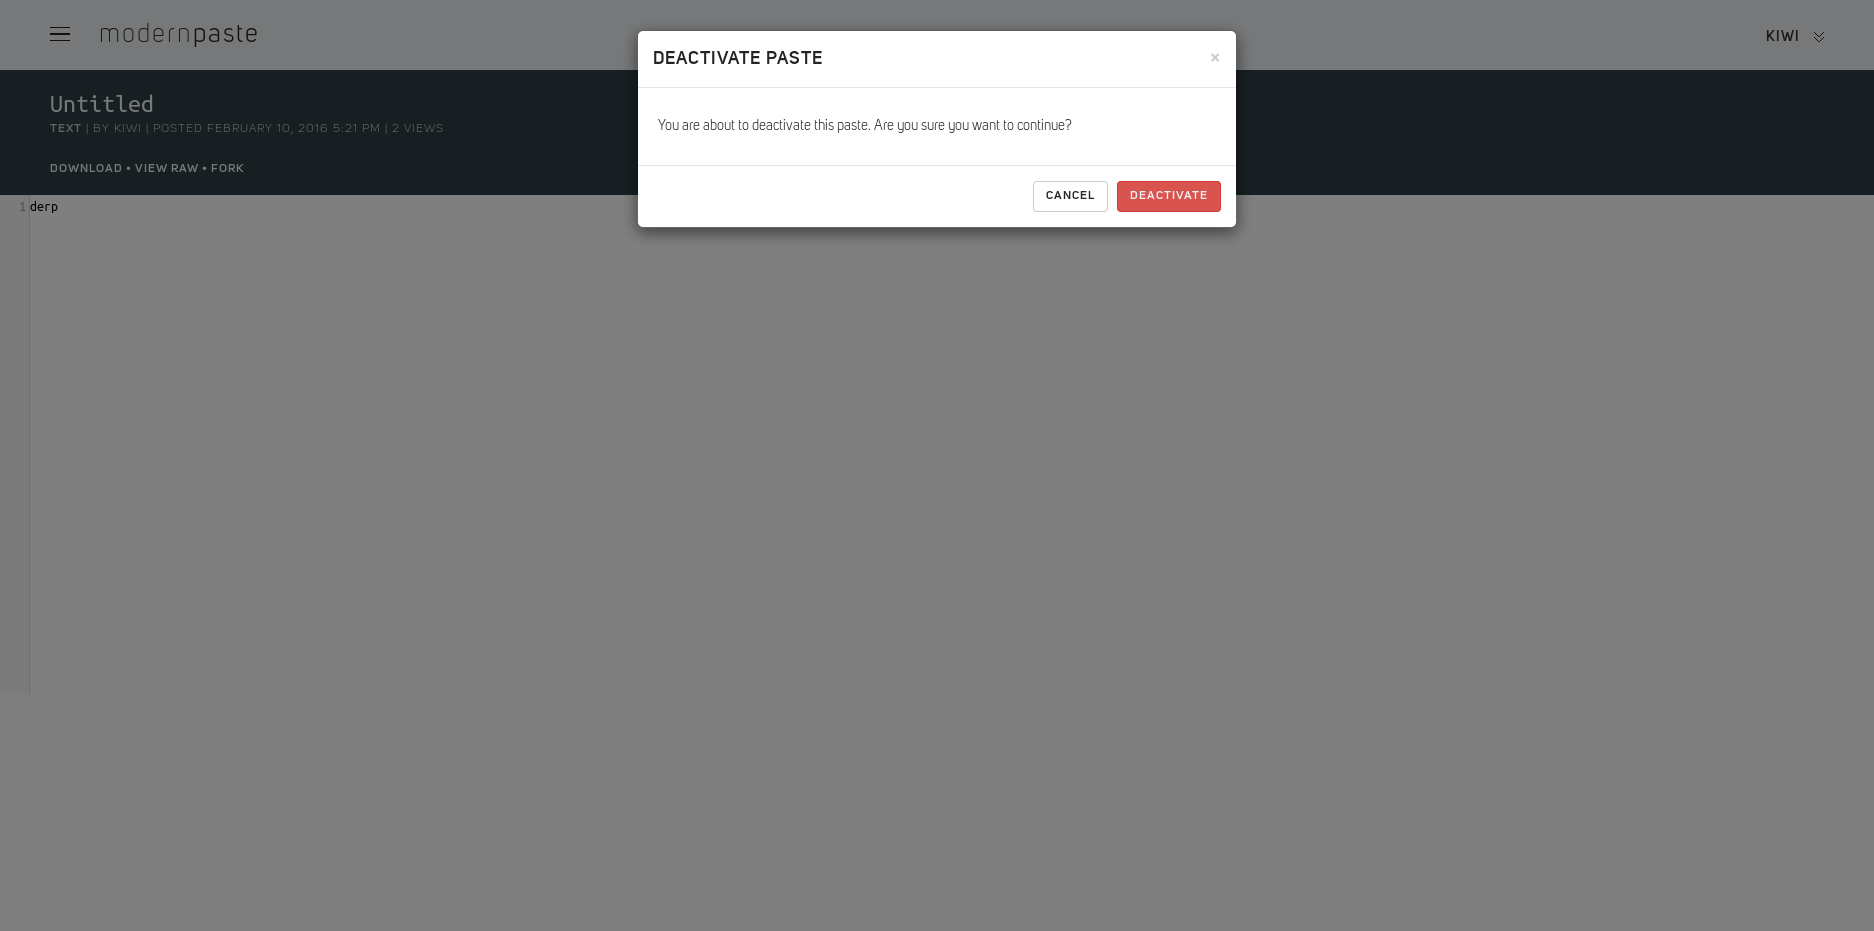 modernpaste
KIWI
DEACTIVATE PASTE
×
You are about to deactivate this paste. Are you sure you want to continue?
CANCEL DEACTIVATE
Untitled
TEXT | BY KIWI | POSTED FEBRUARY 10, 2016 5:21 PM | 2 VIEWS
DOWNLOAD • VIEW RAW • FORK
1 derp